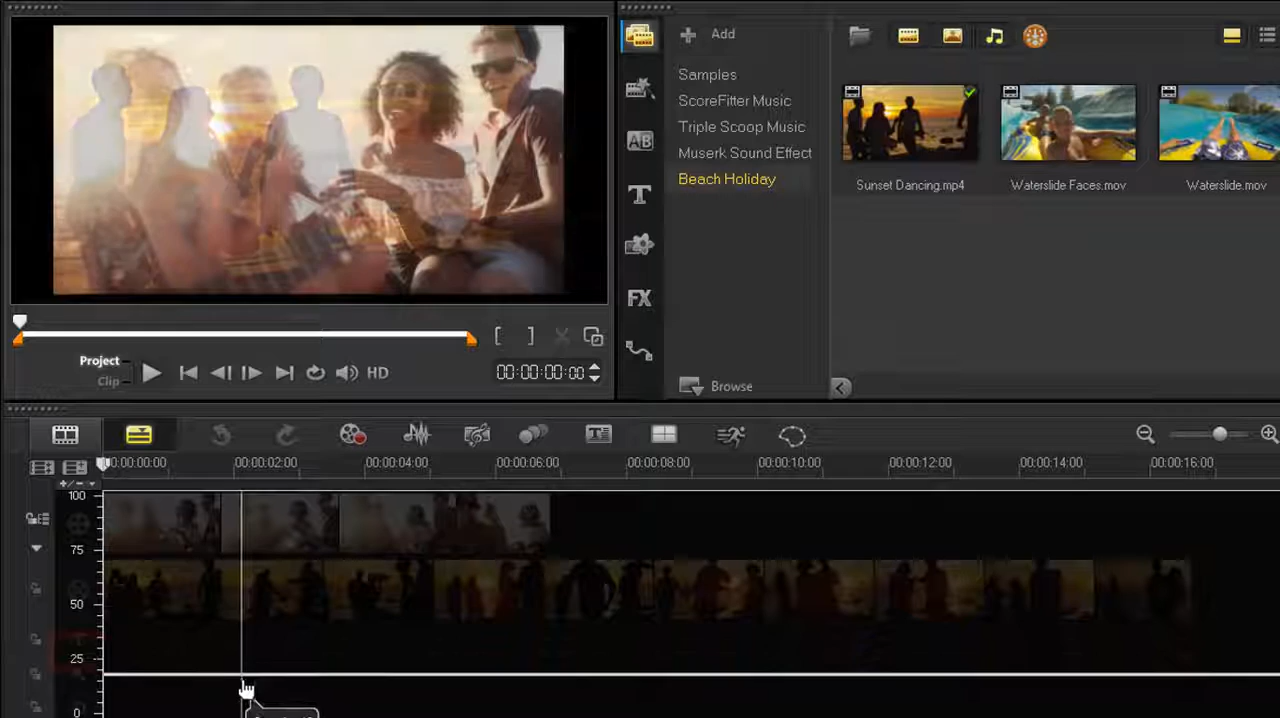 Add
Samples
ScoreFitter Music
Triple Scoop Music
Muserk Sound Effect
Beach Holiday
Browse
Sunset Dancing.mp4
Waterslide Faces.mov
Waterslide.mov
AB
T
FX
Project
Clip
HD
00:00:00:00
00:00:00:00
00:00:02:00
00:00:04:00
00:00:06:00
00:00:08:00
00:00:10:00
00:00:12:00
00:00:14:00
00:00:16:00
100
75
50
25
0